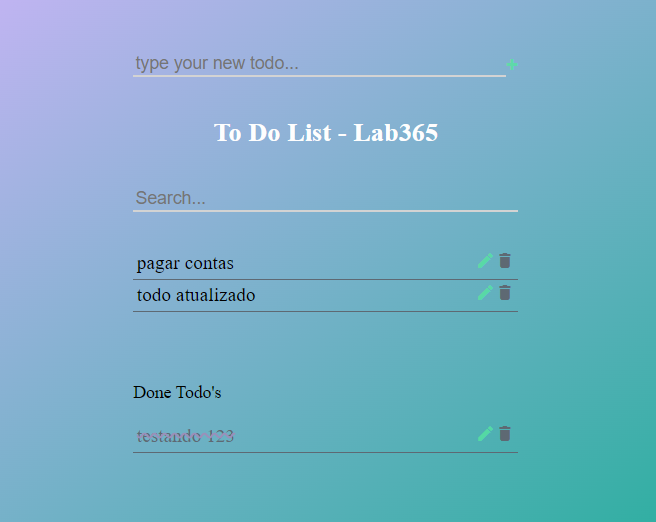 type your new todo...
To Do List - Lab365
Search...
pagar contas
todo atualizado
Done Todo's
testando 123